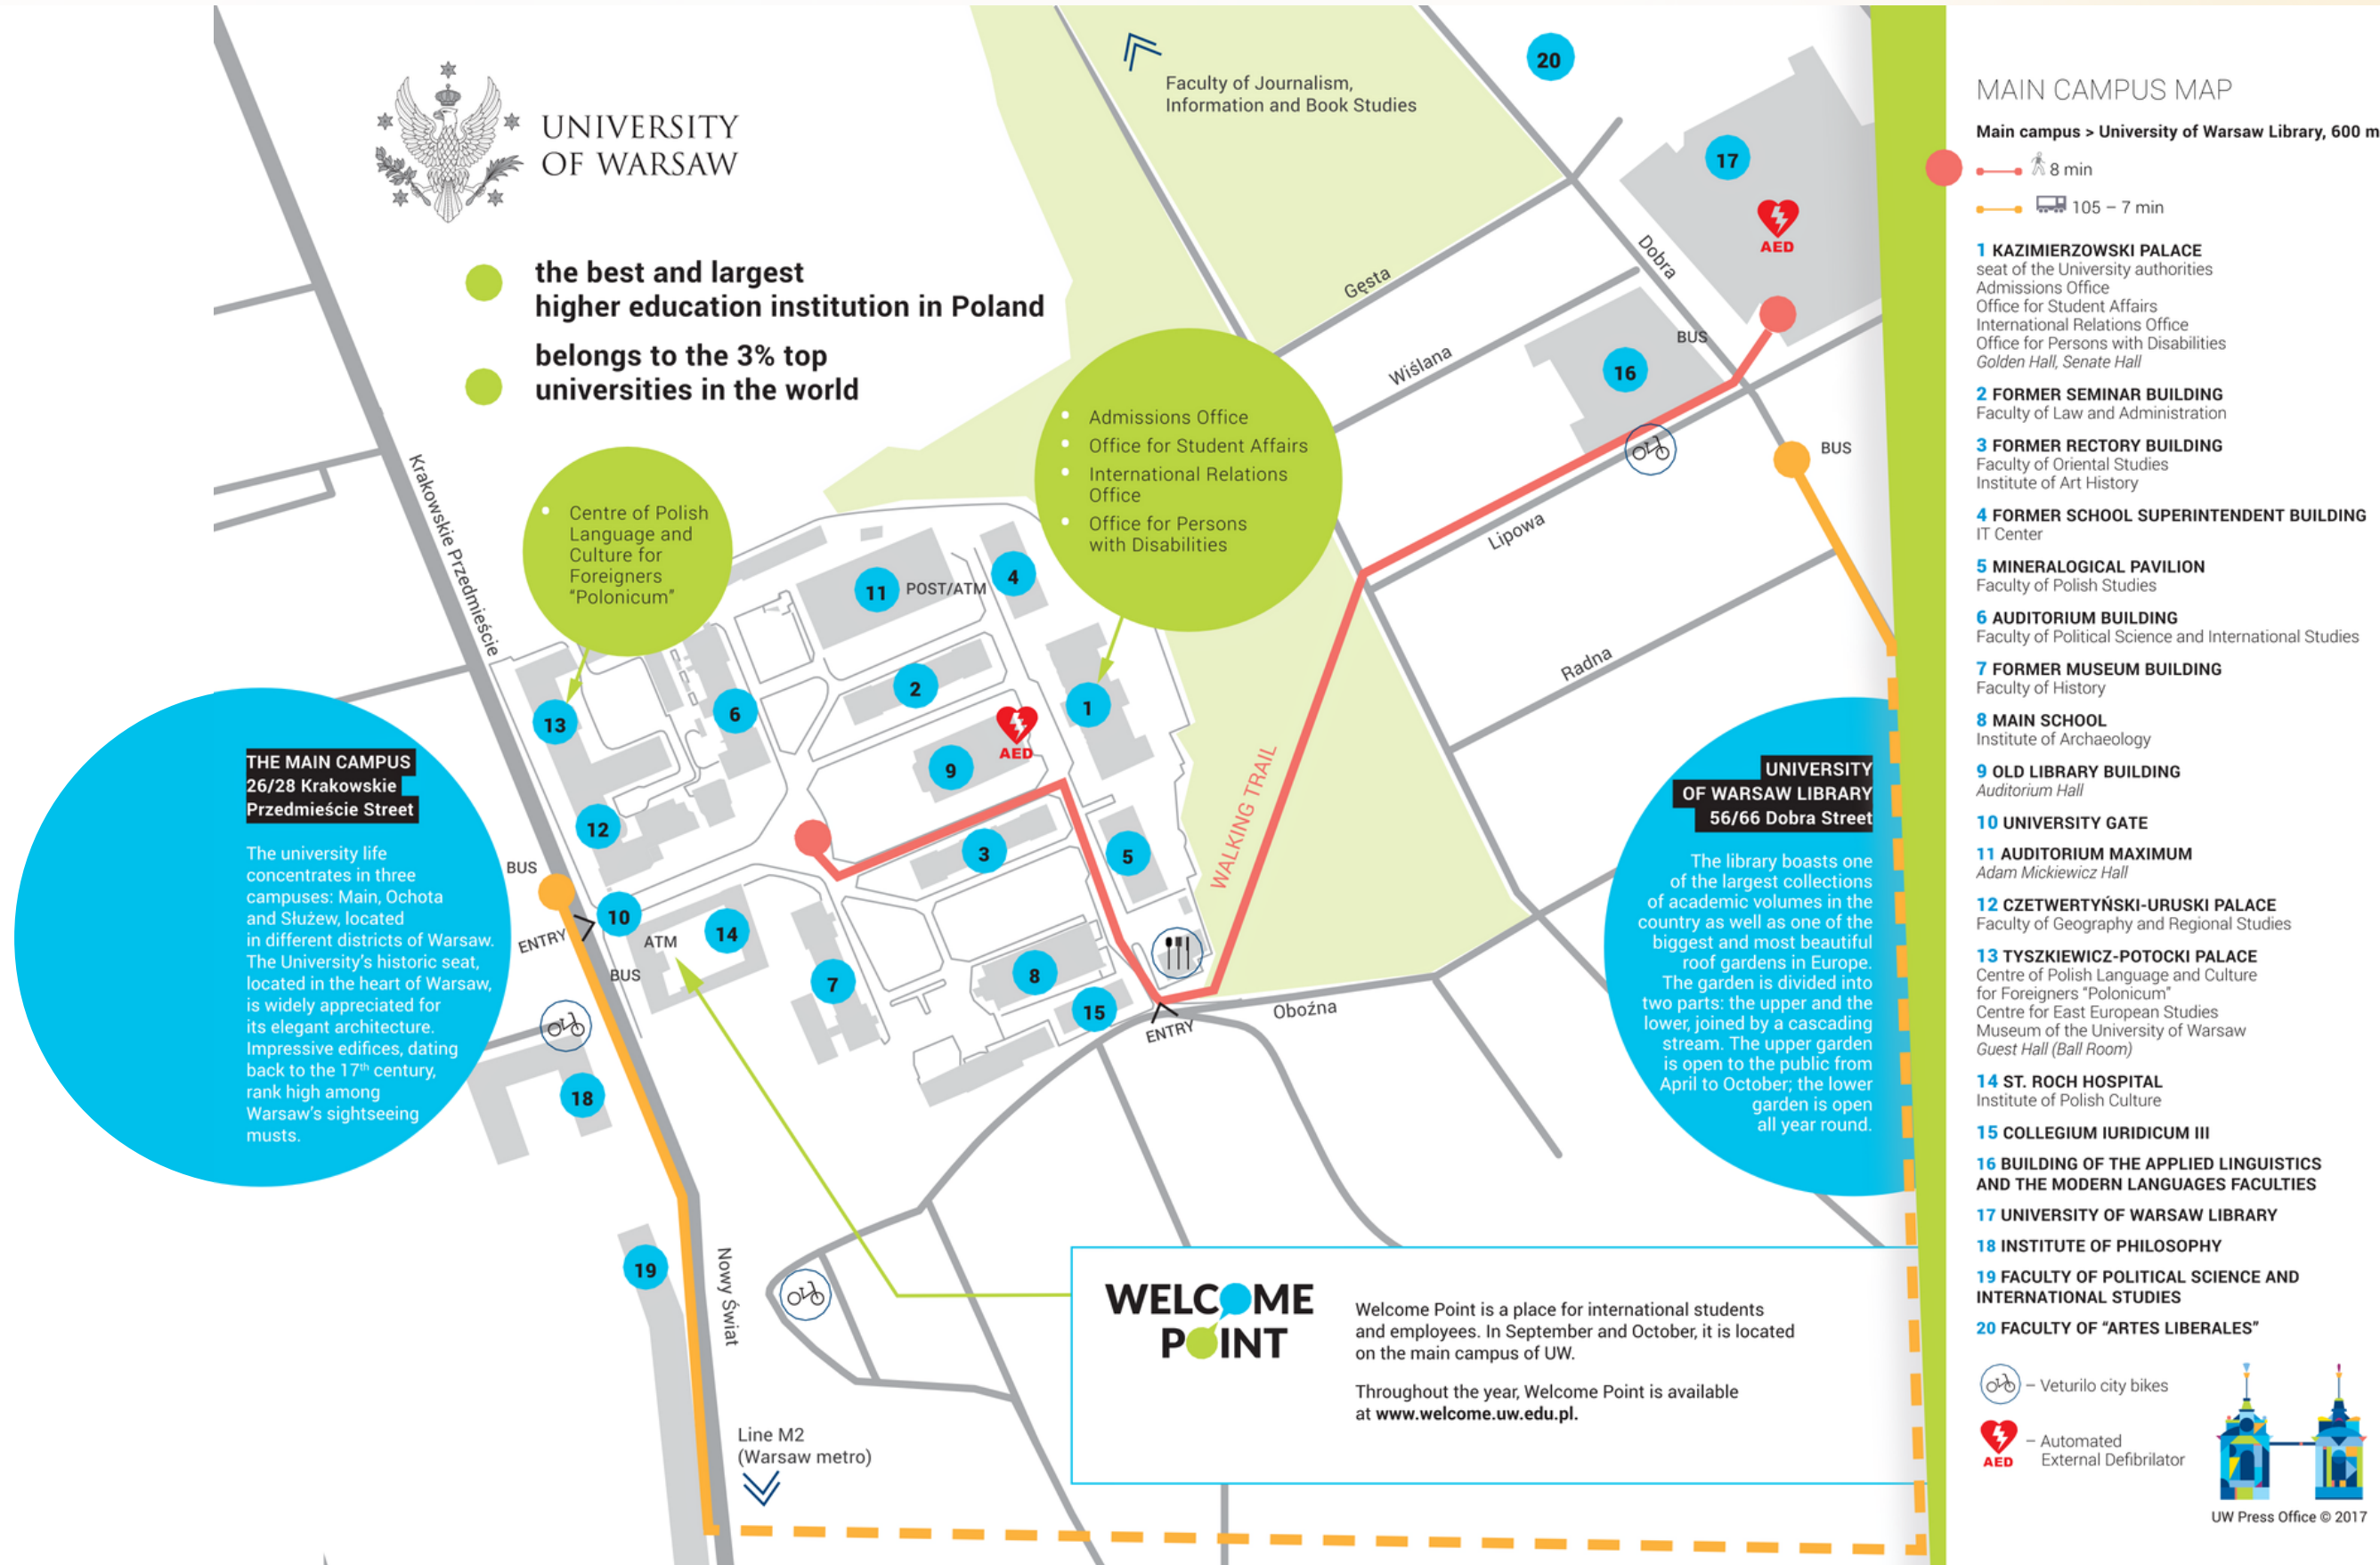 UNIVERSITY
OF WARSAW
the best and largest
higher education institution in Poland
belongs to the 3% top
universities in the world
Faculty of Journalism,
Information and Book Studies
20
17
AED
Dobra
Gęsta
Wiślana
BUS
16
BUS
Lipowa
Radna
Krakowskie Przedmieście
Centre of Polish
Language and
Culture for
Foreigners
"Polonicum"
Admissions Office
Office for Student Affairs
International Relations
Office
Office for Persons
with Disabilities
11
POST/ATM
4
2
1
6
13
AED
9
12
3
5
WALKING TRAIL
BUS
10
ENTRY
ATM
14
BUS
7
8
15
ENTRY
Oboźna
18
19
Nowy Świat
Line M2
(Warsaw metro)
THE MAIN CAMPUS
26/28 Krakowskie
Przedmieście Street
The university life
concentrates in three
campuses: Main, Ochota
and Służew, located
in different districts of Warsaw.
The University's historic seat,
located in the heart of Warsaw,
is widely appreciated for
its elegant architecture.
Impressive edifices, dating
back to the 17th century,
rank high among
Warsaw's sightseeing
musts.
UNIVERSITY
OF WARSAW LIBRARY
56/66 Dobra Street
The library boasts one
of the largest collections
of academic volumes in the
country as well as one of the
biggest and most beautiful
roof gardens in Europe.
The garden is divided into
two parts: the upper and the
lower, joined by a cascading
stream. The upper garden
is open to the public from
April to October; the lower
garden is open
all year round.
WELCOME
POINT
Welcome Point is a place for international students
and employees. In September and October, it is located
on the main campus of UW.
Throughout the year, Welcome Point is available
at www.welcome.uw.edu.pl.
MAIN CAMPUS MAP
Main campus > University of Warsaw Library, 600 m
8 min
105 – 7 min
1 KAZIMIERZOWSKI PALACE
seat of the University authorities
Admissions Office
Office for Student Affairs
International Relations Office
Office for Persons with Disabilities
Golden Hall, Senate Hall
2 FORMER SEMINAR BUILDING
Faculty of Law and Administration
3 FORMER RECTORY BUILDING
Faculty of Oriental Studies
Institute of Art History
4 FORMER SCHOOL SUPERINTENDENT BUILDING
IT Center
5 MINERALOGICAL PAVILION
Faculty of Polish Studies
6 AUDITORIUM BUILDING
Faculty of Political Science and International Studies
7 FORMER MUSEUM BUILDING
Faculty of History
8 MAIN SCHOOL
Institute of Archaeology
9 OLD LIBRARY BUILDING
Auditorium Hall
10 UNIVERSITY GATE
11 AUDITORIUM MAXIMUM
Adam Mickiewicz Hall
12 CZETWERTYŃSKI-URUSKI PALACE
Faculty of Geography and Regional Studies
13 TYSZKIEWICZ-POTOCKI PALACE
Centre of Polish Language and Culture
for Foreigners "Polonicum"
Centre for East European Studies
Museum of the University of Warsaw
Guest Hall (Ball Room)
14 ST. ROCH HOSPITAL
Institute of Polish Culture
15 COLLEGIUM IURIDICUM III
16 BUILDING OF THE APPLIED LINGUISTICS
AND THE MODERN LANGUAGES FACULTIES
17 UNIVERSITY OF WARSAW LIBRARY
18 INSTITUTE OF PHILOSOPHY
19 FACULTY OF POLITICAL SCIENCE AND
INTERNATIONAL STUDIES
20 FACULTY OF "ARTES LIBERALES"
– Veturilo city bikes
AED
– Automated
External Defibrilator
UW Press Office © 2017